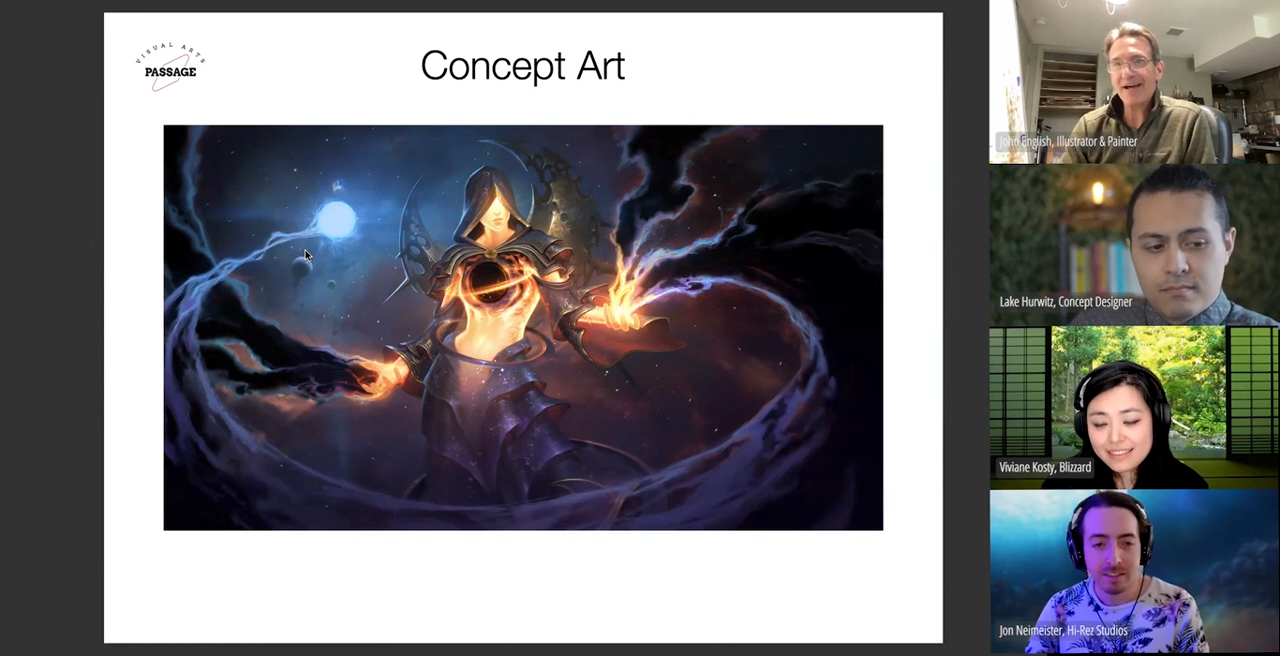 VISUAL ARTS
PASSAGE
Concept Art
John English, Illustrator & Painter
Lake Hurwitz, Concept Designer
Viviane Kosty, Blizzard
Jon Neimeister, Hi-Rez Studios